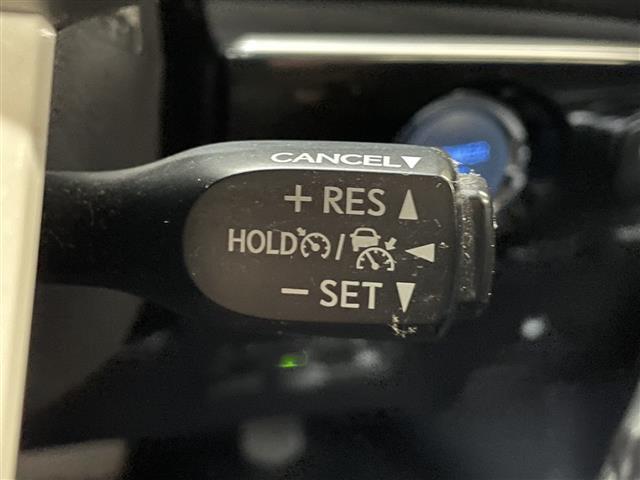 CANCEL▼
+ RES ▲
HOLD / ◀
− SET ▼